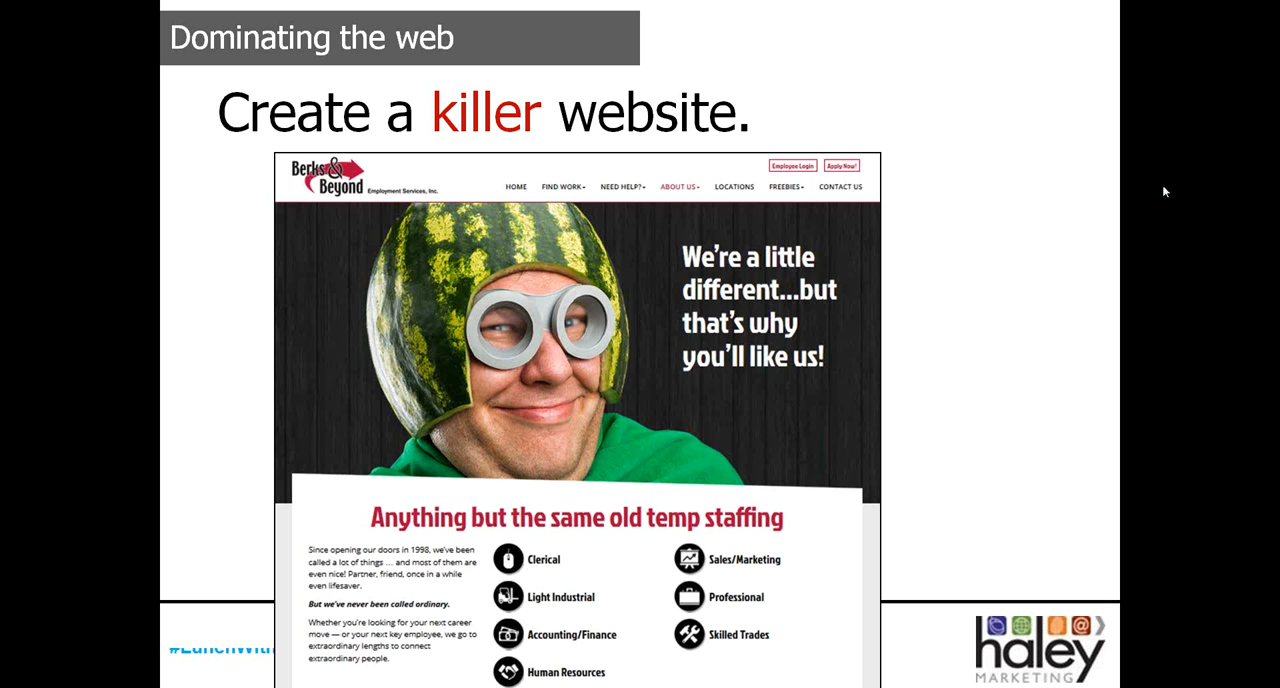 Dominating the web
Create a killer website.
Berks &
Beyond
Employment Services, Inc.
Employee Login
Apply Now!
HOME
FIND WORK
NEED HELP?
ABOUT US
LOCATIONS
FREEBIES
CONTACT US
We're a little
different...but
that's why
you'll like us!
Anything but the same old temp staffing
Since opening our doors in 1998, we've been
called a lot of things ... and most of them are
even nice! Partner, friend, once in a while
even lifesaver.
But we've never been called ordinary.
Whether you're looking for your next career
move — or your next key employee, we go to
extraordinary lengths to connect
extraordinary people.
Clerical
Light Industrial
Accounting/Finance
Human Resources
Sales/Marketing
Professional
Skilled Trades
haley
MARKETING